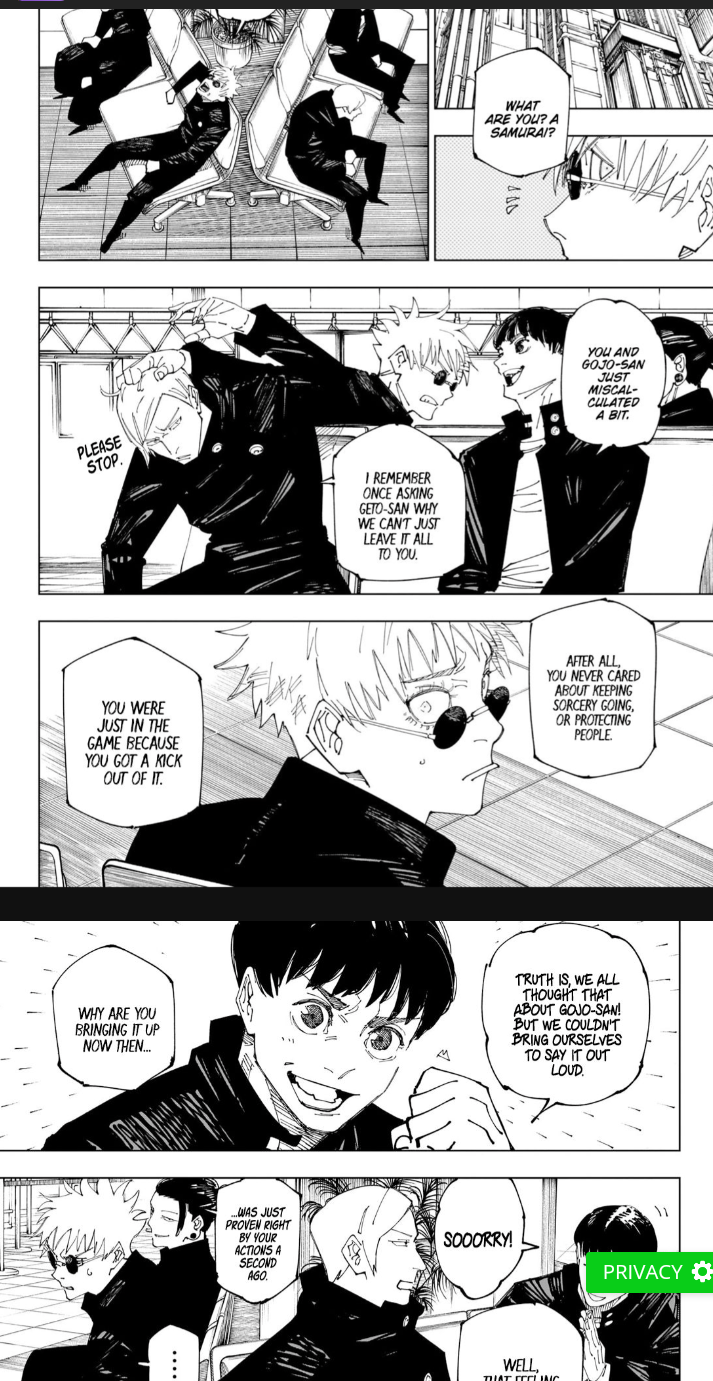 WHAT
ARE YOU? A
SAMURAI?
YOU AND
GOJO-SAN
JUST
MISCAL-
CULATED
A BIT.
I REMEMBER
ONCE ASKING
GETO-SAN WHY
WE CAN'T JUST
LEAVE IT ALL
TO YOU.
PLEASE
STOP.
AFTER ALL,
YOU NEVER CARED
ABOUT KEEPING
SORCERY GOING,
OR PROTECTING
PEOPLE.
YOU WERE
JUST IN THE
GAME BECAUSE
YOU GOT A KICK
OUT OF IT.
TRUTH IS, WE ALL
THOUGHT THAT
ABOUT GOJO-SAN!
BUT WE COULDN'T
BRING OURSELVES
TO SAY IT OUT
LOUD.
WHY ARE YOU
BRINGING IT UP
NOW THEN...
SOOORRY!
WELL,
THAT FEELING
...WAS JUST
PROVEN RIGHT
BY YOUR
ACTIONS A
SECOND
AGO.
....
PRIVACY